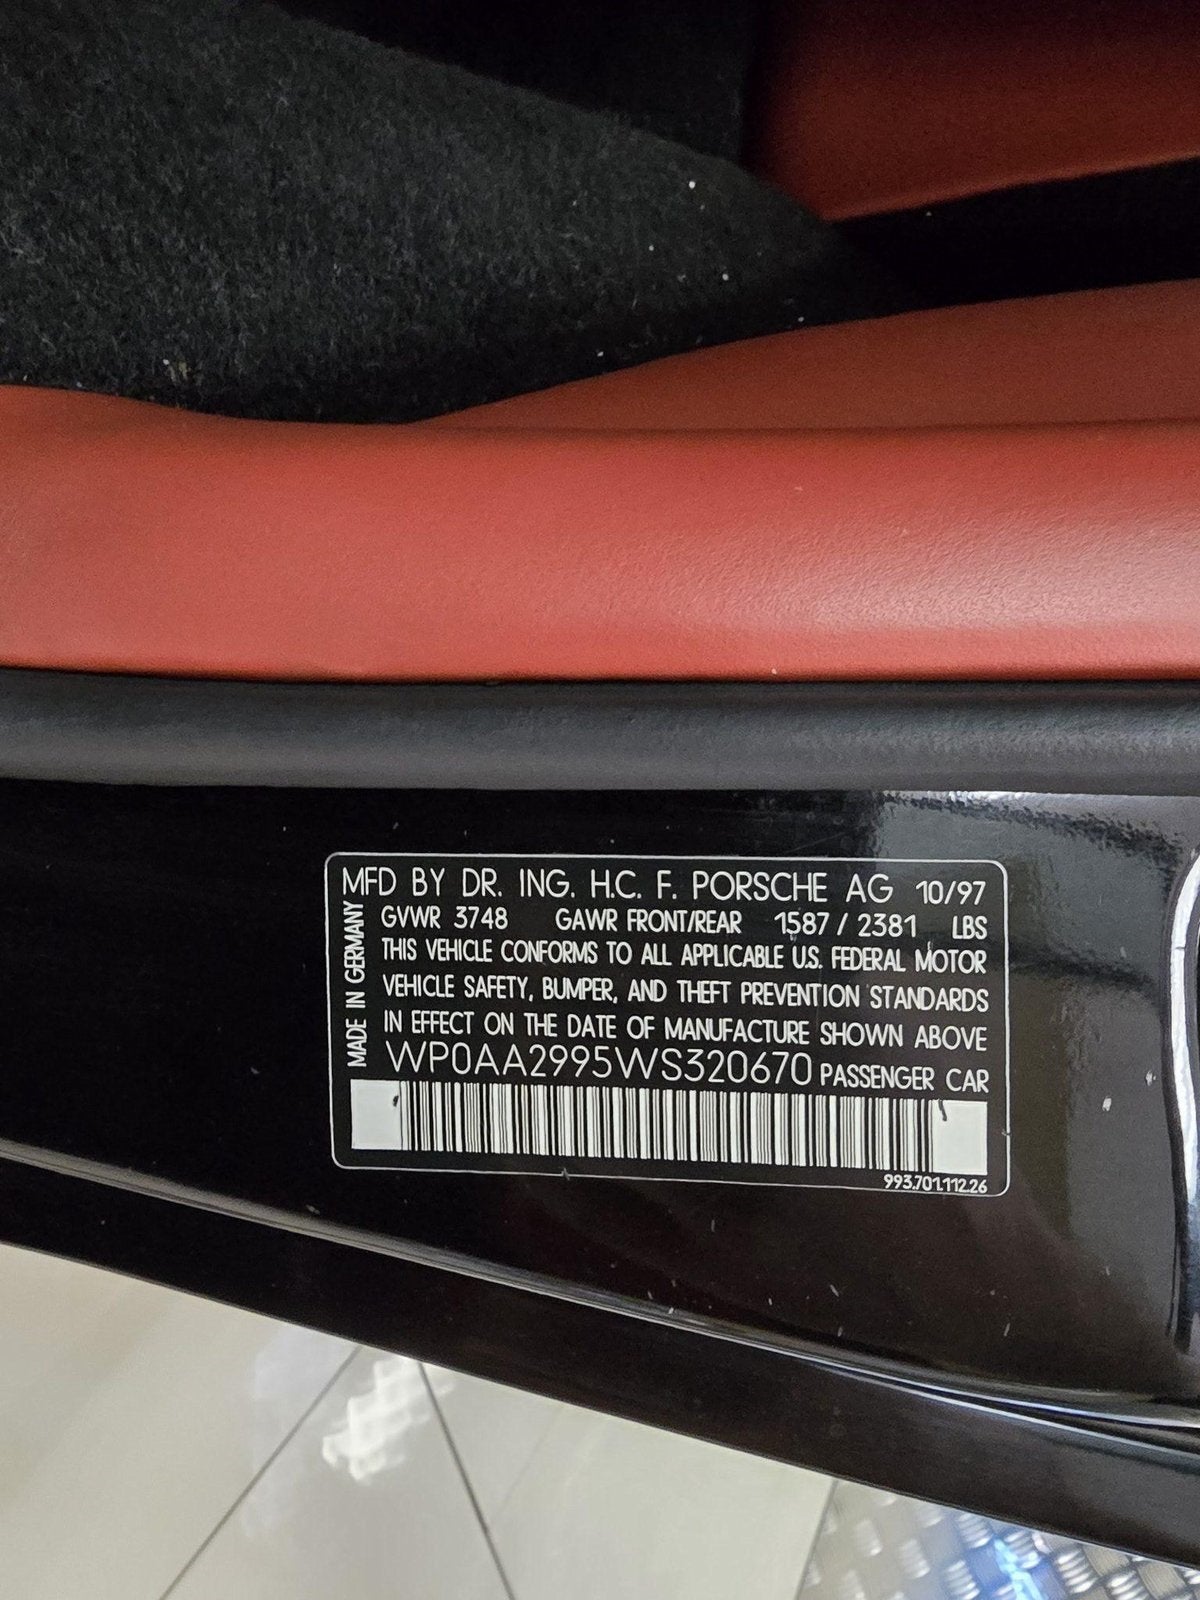 MFD BY DR. ING. H.C. F. PORSCHE AG 10/97
GVWR 3748 GAWR FRONT/REAR 1587 / 2381 LBS
THIS VEHICLE CONFORMS TO ALL APPLICABLE U.S. FEDERAL MOTOR
VEHICLE SAFETY, BUMPER, AND THEFT PREVENTION STANDARDS
IN EFFECT ON THE DATE OF MANUFACTURE SHOWN ABOVE
WP0AA2995WS320670 PASSENGER CAR
MADE IN GERMANY
993.701.112.26